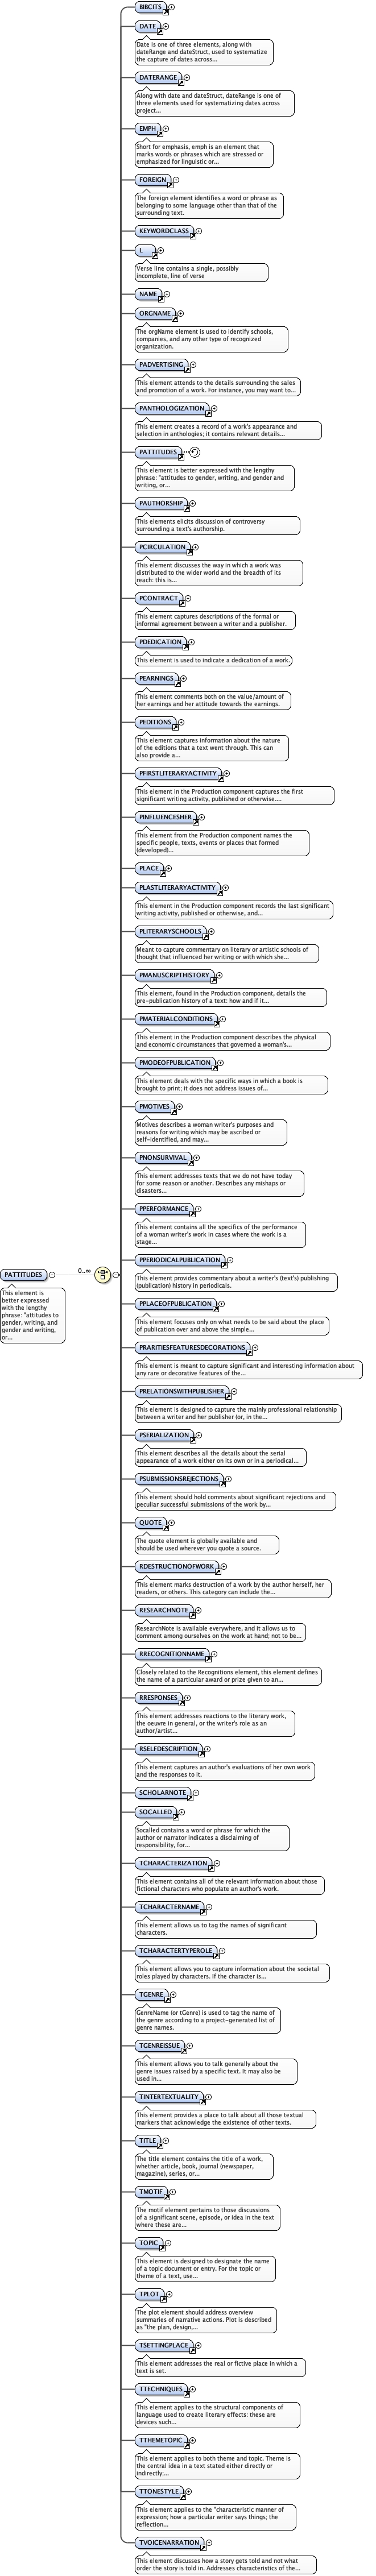 BIBCITS
DATE
Date is one of three elements, along with
dateRange and dateStruct, used to systematize
the capture of dates across...
DATERANGE
Along with date and dateStruct, dateRange is one of
three elements used for systematizing dates across
project...
EMPH
Short for emphasis, emph is an element that
marks words or phrases which are stressed or
emphasized for linguistic or...
FOREIGN
The foreign element identifies a word or phrase as
belonging to some language other than that of the
surrounding text.
KEYWORDCLASS
L
Verse line contains a single, possibly
incomplete, line of verse
NAME
ORGNAME
The orgName element is used to identify schools,
companies, and any other type of recognized
organization.
PADVERTISING
This element attends to the details surrounding the sales
and promotion of a work. For instance, you may want to...
PANTHOLOGIZATION
This element creates a record of a work's appearance and
selection in anthologies; it contains relevant details...
PATTITUDES
This element is better expressed with the lengthy
phrase: "attitudes to gender, writing, and gender and
writing, or...
PAUTHORSHIP
This elements elicits discussion of controversy
surrounding a text's authorship.
PCIRCULATION
This element discusses the way in which a work was
distributed to the wider world and the breadth of its
reach: this is...
PCONTRACT
This element captures descriptions of the formal or
informal agreement between a writer and a publisher.
PDEDICATION
This element is used to indicate a dedication of a work.
PEARNINGS
This element comments both on the value/amount of
her earnings and her attitude towards the earnings.
PEDITIONS
This element captures information about the nature
of the editions that a text went through. This can
also provide a...
PFIRSTLITERARYACTIVITY
This element in the Production component captures the first
significant writing activity, published or otherwise....
PINFLUENCESHER
This element from the Production component names the
specific people, texts, events or places that formed
(developed)...
PLACE
PLASTLITERARYACTIVITY
This element in the Production component records the last significant
writing activity, published or otherwise, and...
PLITERARYSCHOOLS
Meant to capture commentary on literary or artistic schools of
thought that influenced her writing or with which she...
PMANUSCRIPTHISTORY
This element, found in the Production component, details the
pre-publication history of a text: how and if it...
PMATERIALCONDITIONS
This element in the Production component describes the physical
and economic circumstances that governed a woman's...
PMODEOFPUBLICATION
This element deals with the specific ways in which a book is
brought to print; it does not address issues of...
PMOTIVES
Motives describes a woman writer's purposes and
reasons for writing which may be ascribed or
self-identified, and may...
PNONSURVIVAL
This element addresses texts that we do not have today
for some reason or another. Describes any mishaps or
disasters...
PPERFORMANCE
This element contains all the specifics of the performance
of a woman writer's work in cases where the work is a
stage...
PPERIODICALPUBLICATION
This element provides commentary about a writer's (text's) publishing
(publication) history in periodicals.
0..∞
PATTITUDES
This element is
better expressed
with the lengthy
phrase: "attitudes to
gender, writing, and
gender and writing,
or...
PPLACEOFPUBLICATION
This element focuses only on what needs to be said about the place
of publication over and above the simple...
PRARITIESFEATURESDECORATIONS
This element is meant to capture significant and interesting information about
any rare or decorative features of the...
PRELATIONSWITHPUBLISHER
This element is designed to capture the mainly professional relationship
between a writer and her publisher (or, in the...
PSERIALIZATION
This element describes all the details about the serial
appearance of a work either on its own or in a periodical...
PSUBMISSIONSREJECTIONS
This element should hold comments about significant rejections and
peculiar successful submissions of the work by...
QUOTE
The quote element is globally available and
should be used wherever you quote a source.
RDESTRUCTIONOFWORK
This element marks destruction of a work by the author herself, her
readers, or others. This category can include the...
RESEARCHNOTE
ResearchNote is available everywhere, and it allows us to
comment among ourselves on the work at hand; not to be...
RRECOGNITIONNAME
Closely related to the Recognitions element, this element defines
the name of a particular award or prize given to an...
RRESPONSES
This element addresses reactions to the literary work,
the oeuvre in general, or the writer's role as an
author/artist...
RSELFDESCRIPTION
This element captures an author's evaluations of her own work
and the responses to it.
SCHOLARNOTE
SOCALLED
Socalled contains a word or phrase for which the
author or narrator indicates a disclaiming of
responsibility, for...
TCHARACTERIZATION
This element contains all of the relevant information about those
fictional characters who populate an author's work.
TCHARACTERNAME
This element allows us to tag the names of significant
characters.
TCHARACTERTYPEROLE
This element allows you to capture information about the societal
roles played by characters. If the character is...
TGENRE
GenreName (or tGenre) is used to tag the name of
the genre according to a project-generated list of
genre names.
TGENREISSUE
This element allows you to talk generally about the
genre issues raised by a specific text. It may also be
used in...
TINTERTEXTUALITY
This element provides a place to talk about all those textual
markers that acknowledge the existence of other texts.
TITLE
The title element contains the title of a work,
whether article, book, journal (newspaper,
magazine), series, or...
TMOTIF
The motif element pertains to those discussions
of a significant scene, episode, or idea in the text
where these are...
TOPIC
This element is designed to designate the name
of a topic document or entry. For the topic or
theme of a text, use...
TPLOT
The plot element should address overview
summaries of narrative actions. Plot is described
as "the plan, design,...
TSETTINGPLACE
This element addresses the real or fictive place in which a
text is set.
TTECHNIQUES
This element applies to the structural components of
language used to create literary effects: these are
devices such...
TTHEMETOPIC
This element applies to both theme and topic. Theme is
the central idea in a text stated either directly or
indirectly;...
TTONESTYLE
This element applies to the "characteristic manner of
expression; how a particular writer says things; the
reflection...
TVOICENARRATION
This element discusses how a story gets told and not what
order the story is told in. Addresses characteristics of the...